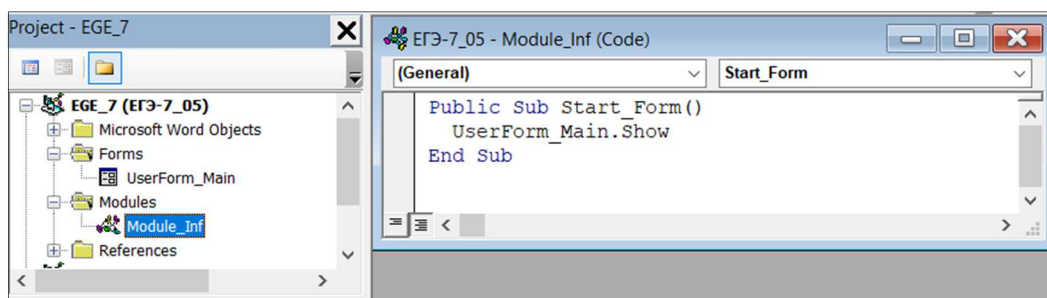 Project - EGE_7
EGE_7 (ЕГЭ-7_05)
Microsoft Word Objects
Forms
UserForm_Main
Modules
Module_Inf
References
ЕГЭ-7_05 - Module_Inf (Code)
(General)
Start_Form
Public Sub Start_Form()
UserForm_Main.Show
End Sub